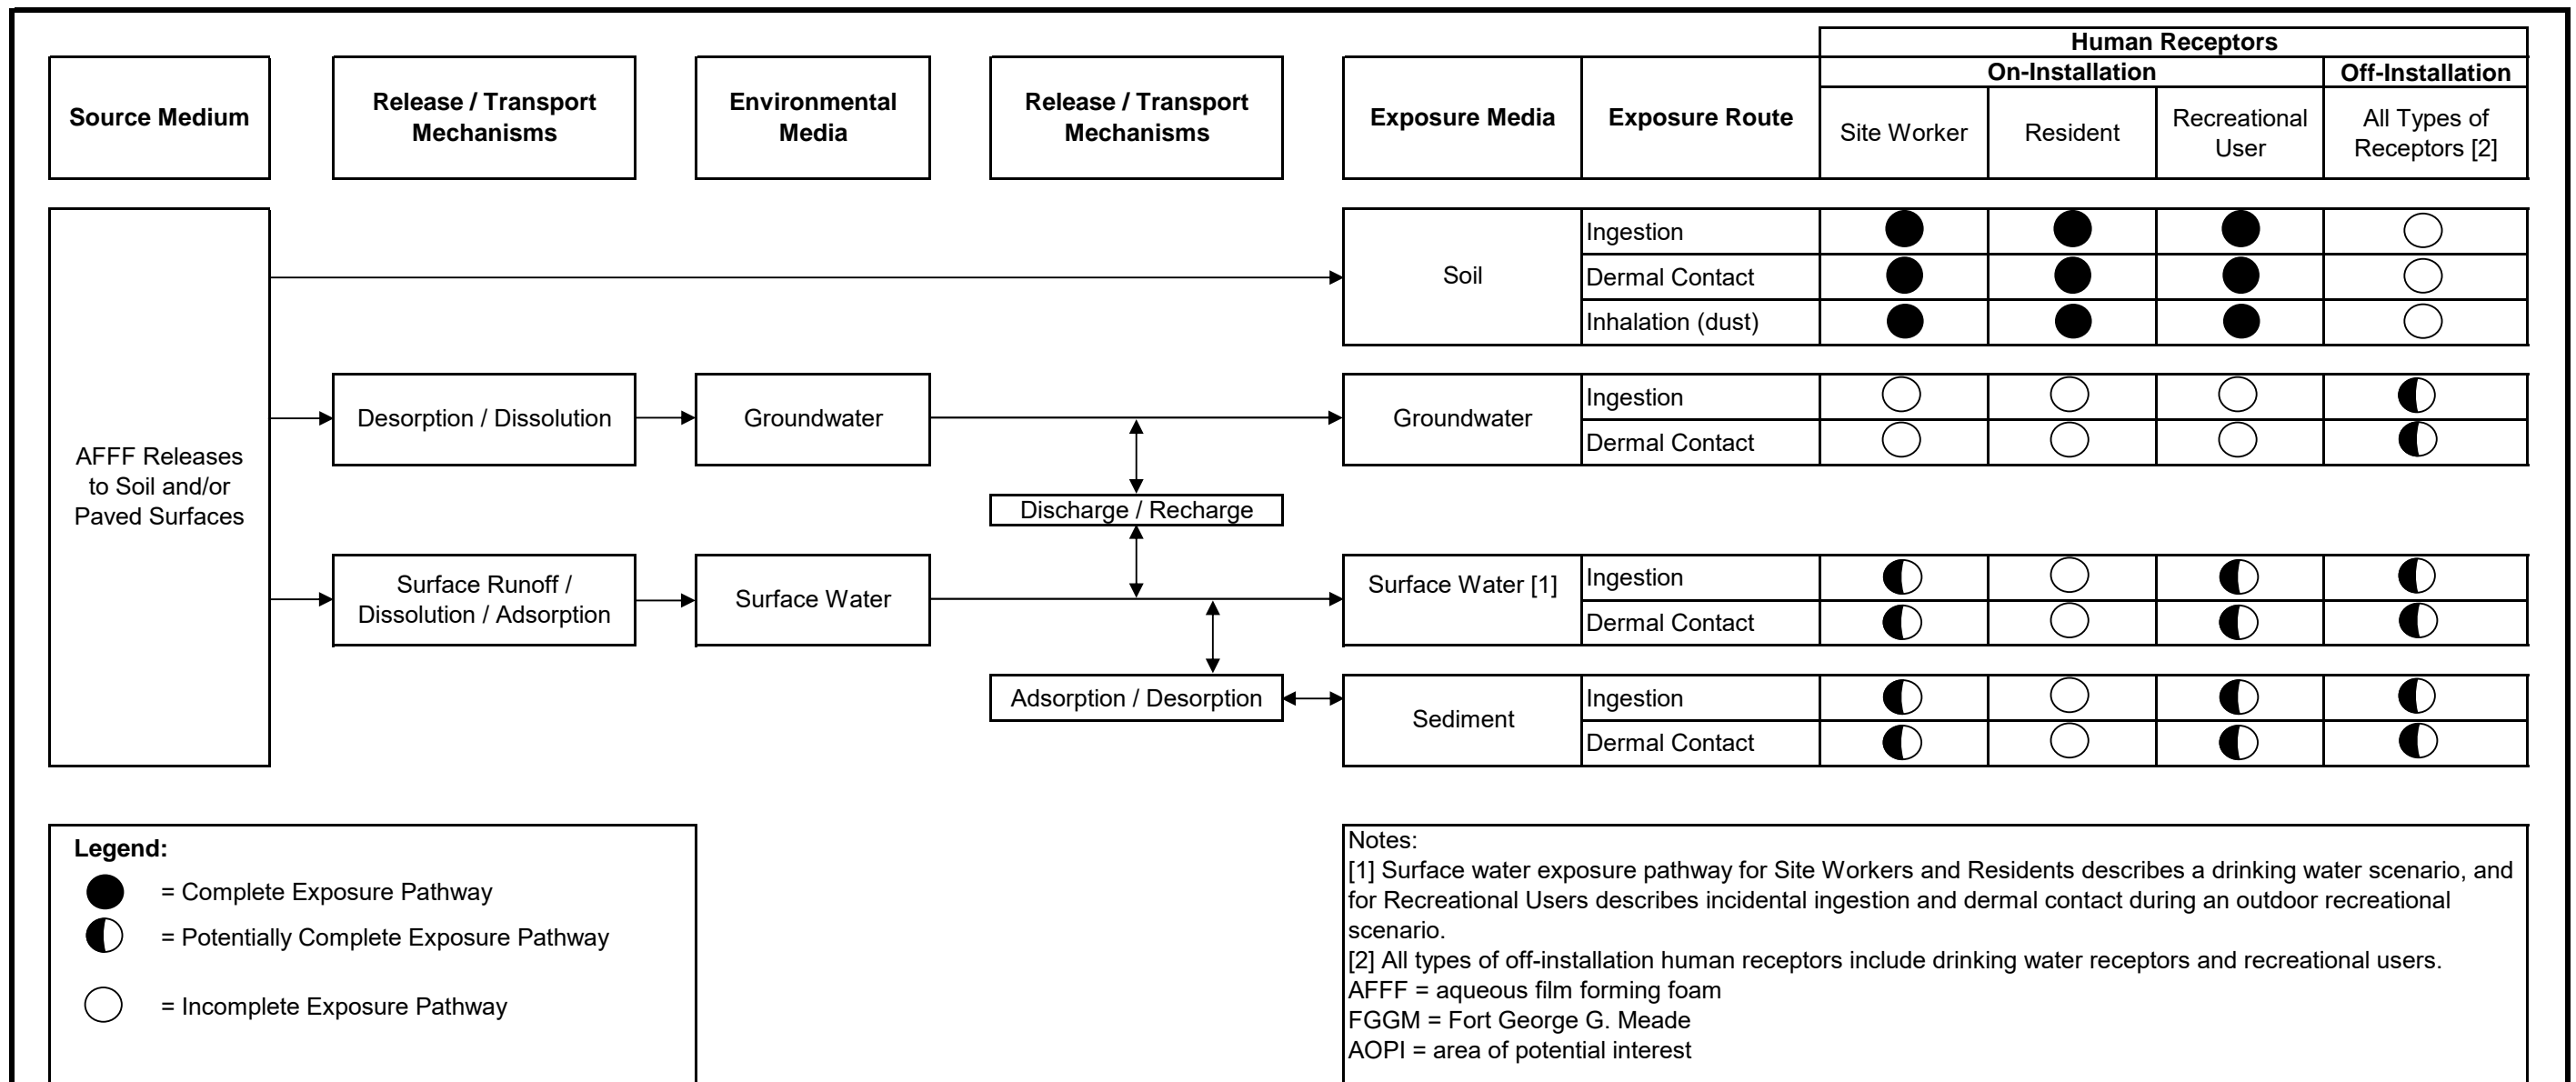 Human Receptors
On-Installation
Off-Installation
Source Medium
Release / Transport
Mechanisms
Environmental
Media
Release / Transport
Mechanisms
Exposure Media
Exposure Route
Site Worker
Resident
Recreational
User
All Types of
Receptors [2]
AFFF Releases
to Soil and/or
Paved Surfaces
Soil
Ingestion
Dermal Contact
Inhalation (dust)
Desorption / Dissolution
Groundwater
Groundwater
Ingestion
Dermal Contact
Discharge / Recharge
Surface Runoff /
Dissolution / Adsorption
Surface Water
Surface Water [1]
Ingestion
Dermal Contact
Adsorption / Desorption
Sediment
Ingestion
Dermal Contact
Legend:
= Complete Exposure Pathway
= Potentially Complete Exposure Pathway
= Incomplete Exposure Pathway
Notes:
[1] Surface water exposure pathway for Site Workers and Residents describes a drinking water scenario, and
for Recreational Users describes incidental ingestion and dermal contact during an outdoor recreational
scenario.
[2] All types of off-installation human receptors include drinking water receptors and recreational users.
AFFF = aqueous film forming foam
FGGM = Fort George G. Meade
AOPI = area of potential interest